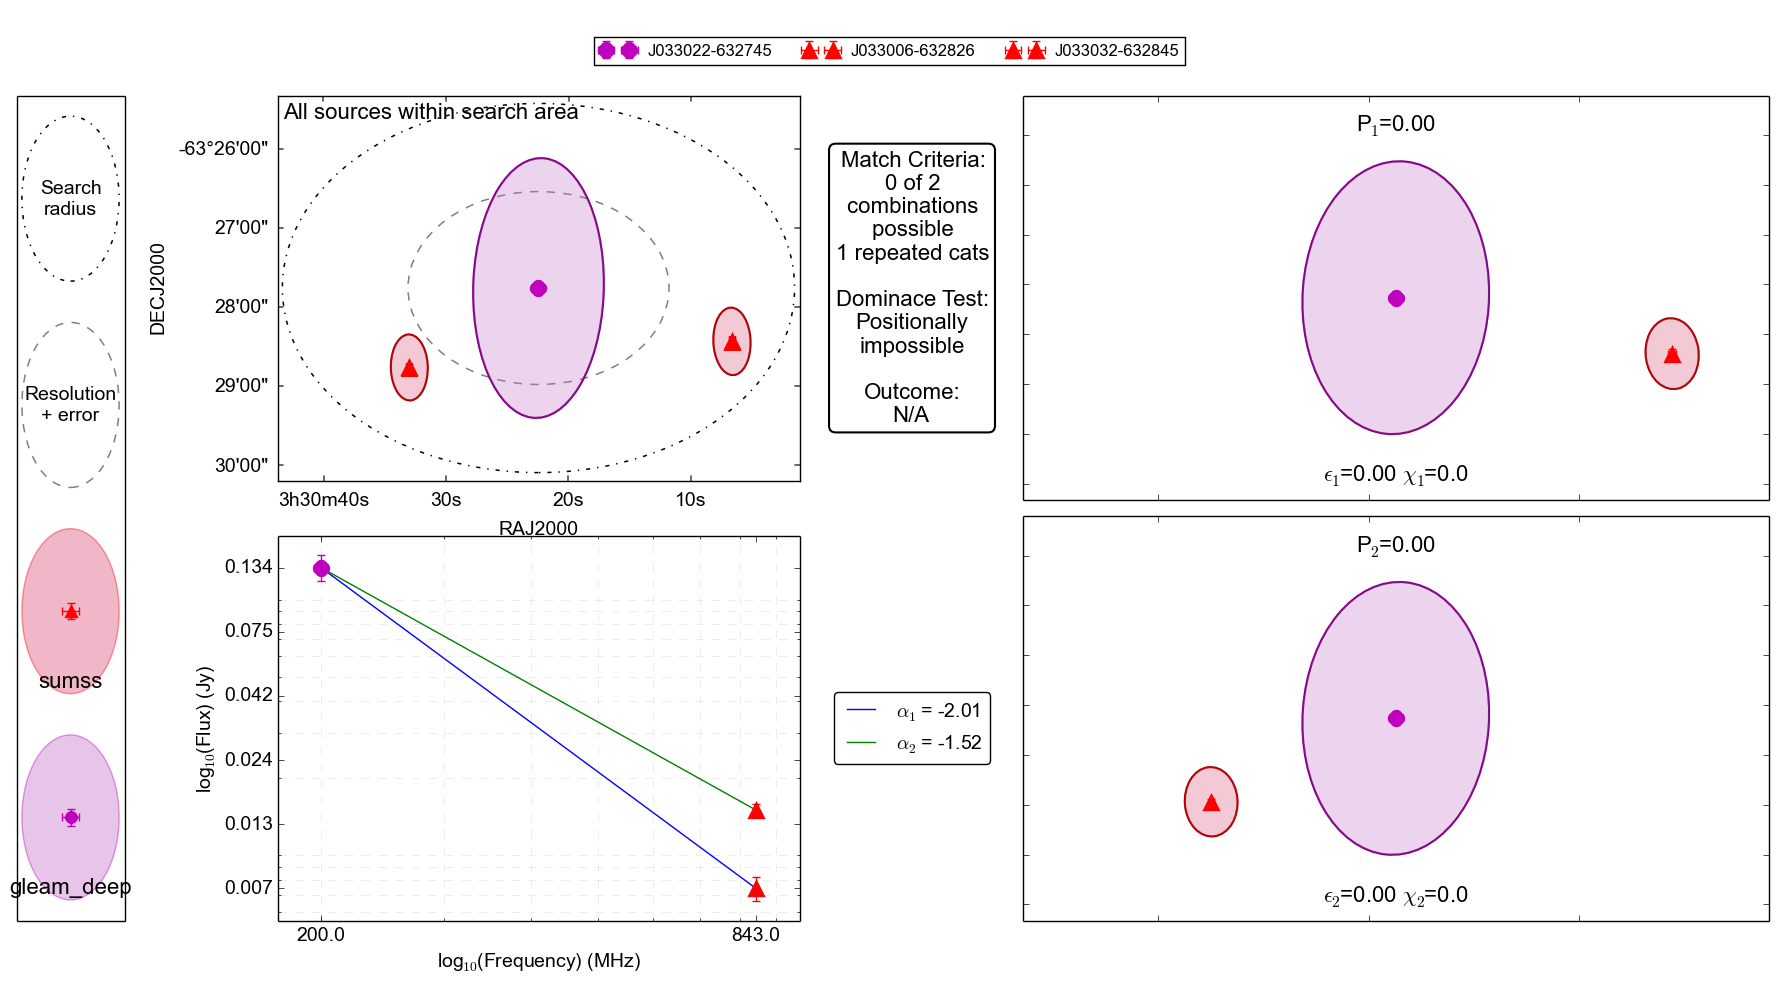 J033022-632745
J033006-632826
J033032-632845
Search
radius
Resolution
+ error
sumss
gleam_deep
All sources within search area
DECJ2000
-63°26'00"
27'00"
28'00"
29'00"
30'00"
3h30m40s
30s
20s
10s
RAJ2000
Match Criteria:
0 of 2
combinations
possible
1 repeated cats
Dominace Test:
Positionally
impossible
Outcome:
N/A
P₁=0.00
ϵ₁=0.00 χ₁=0.0
log₁₀(Flux) (Jy)
0.134
0.075
0.042
0.024
0.013
0.007
200.0
843.0
log₁₀(Frequency) (MHz)
α₁ = -2.01
α₂ = -1.52
P₂=0.00
ϵ₂=0.00 χ₂=0.0